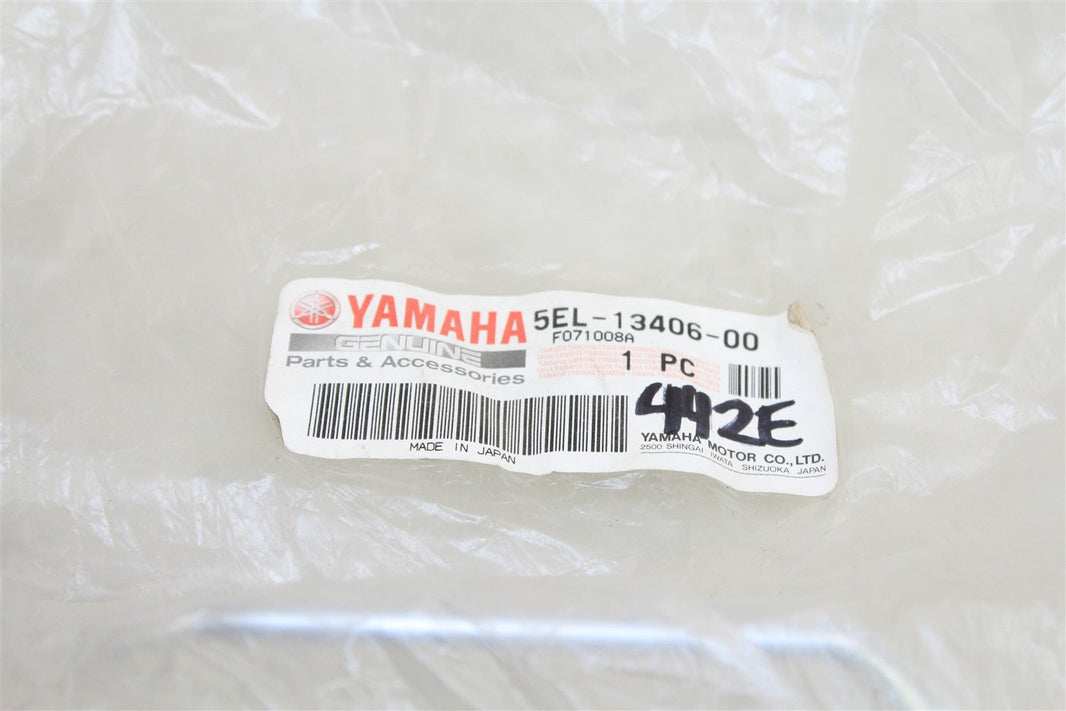 YAMAHA 5EL-13406-00
GENUINE F071008A
Parts & Accessories 1 PC
442E
MADE IN JAPAN
YAMAHA MOTOR CO.,LTD.
2500 SHINGAI IWATA SHIZUOKA JAPAN